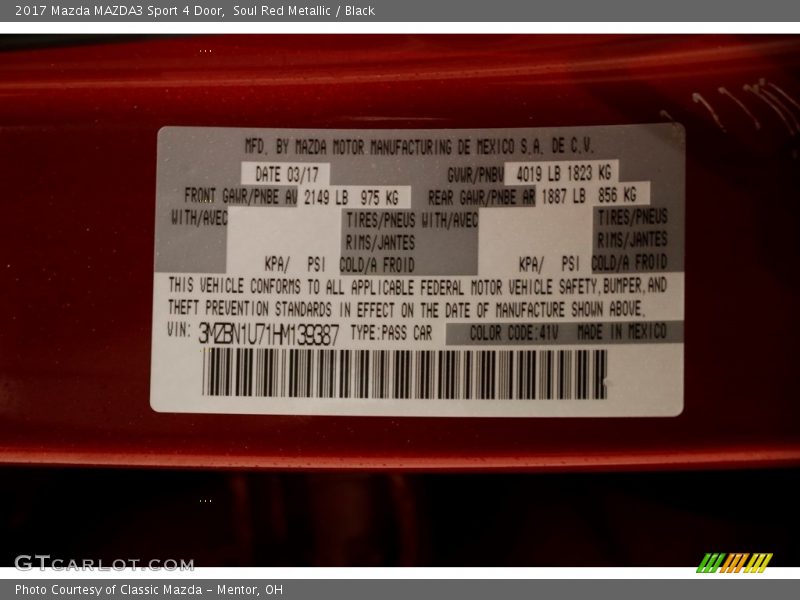 2017 Mazda MAZDA3 Sport 4 Door,  Soul Red Metallic / Black
MFD. BY MAZDA MOTOR MANUFACTURING DE MEXICO S.A. DE C.V.
DATE 03/17 GVWR/PNBV 4019 LB 1823 KG
FRONT GAWR/PNBE AV 2149 LB 975 KG REAR GAWR/PNBE AR 1887 LB 856 KG
WITH/AVEC TIRES/PNEUS WITH/AVEC TIRES/PNEUS
RIMS/JANTES RIMS/JANTES
KPA/ PSI COLD/A FROID KPA/ PSI COLD/A FROID
THIS VEHICLE CONFORMS TO ALL APPLICABLE FEDERAL MOTOR VEHICLE SAFETY,BUMPER,AND
THEFT PREVENTION STANDARDS IN EFFECT ON THE DATE OF MANUFACTURE SHOWN ABOVE.
VIN: 3MZBN1U71HM139387 TYPE:PASS CAR COLOR CODE:41V MADE IN MEXICO
GTCARLOT.COM
Photo Courtesy of Classic Mazda - Mentor, OH